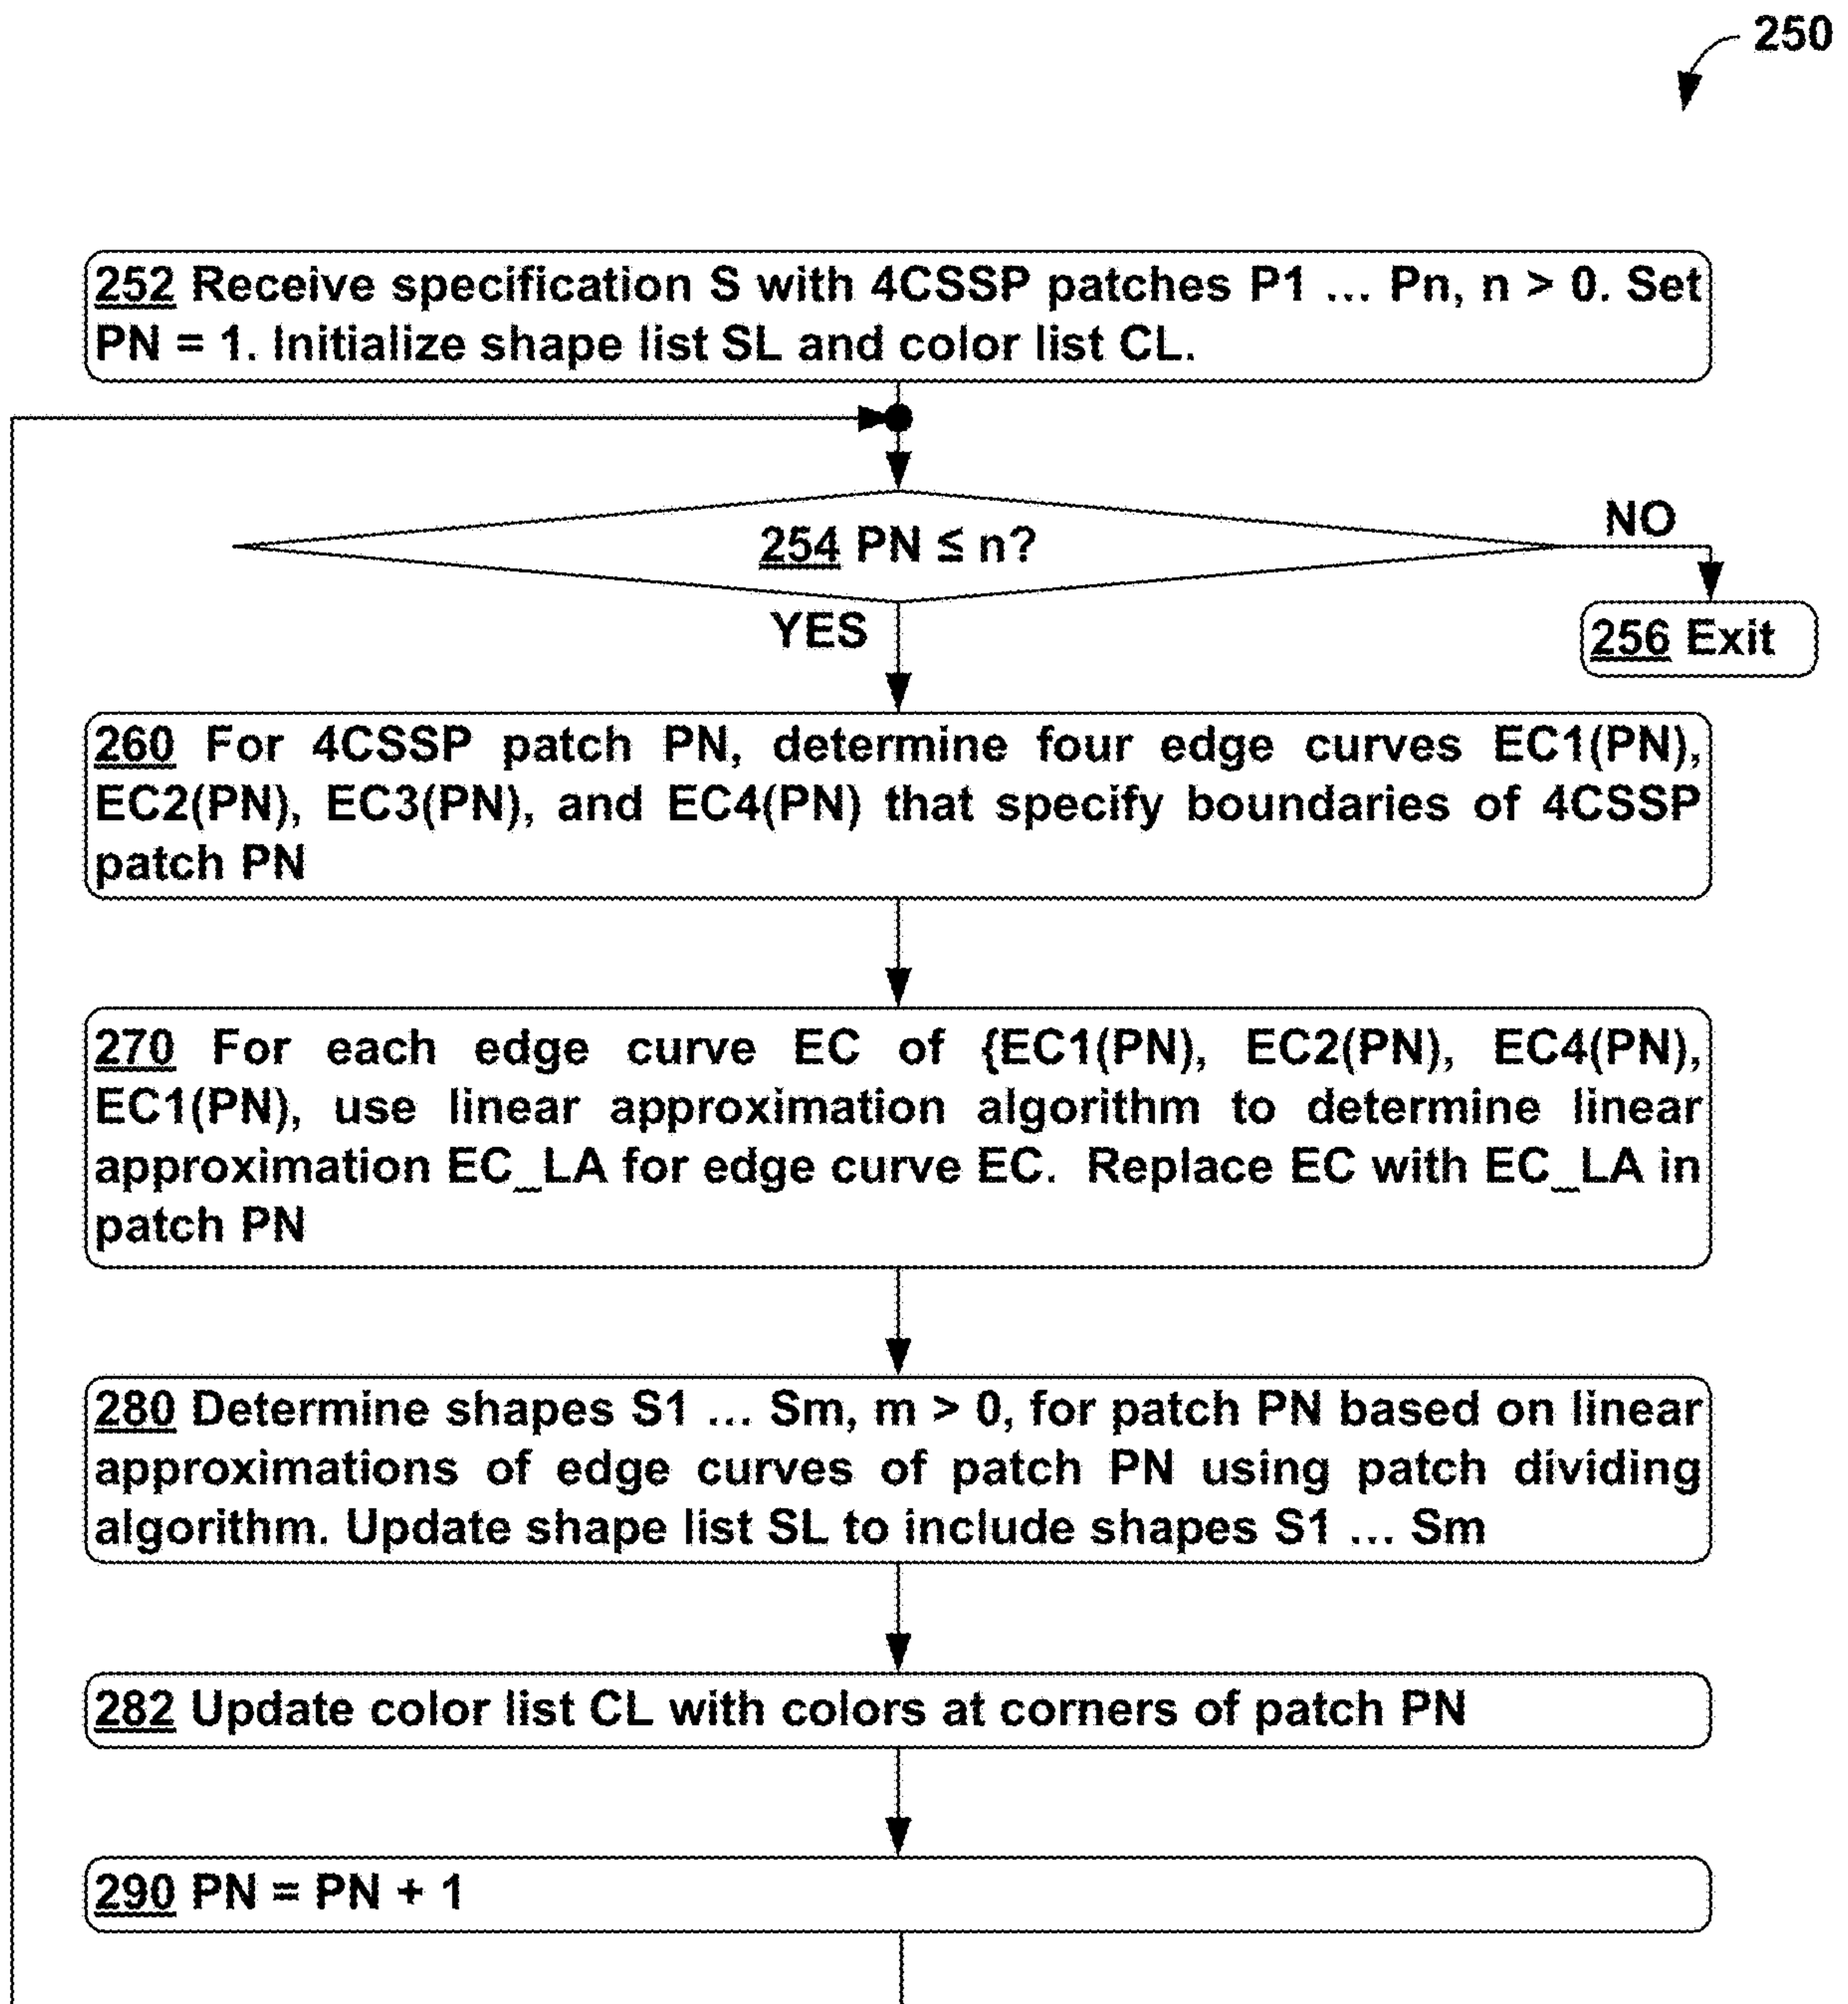 250
252 Receive specification S with 4CSSP patches P1 ... Pn, n > 0. Set
PN = 1. Initialize shape list SL and color list CL.
254 PN ≤ n?
NO
YES
256 Exit
260 For 4CSSP patch PN, determine four edge curves EC1(PN),
EC2(PN), EC3(PN), and EC4(PN) that specify boundaries of 4CSSP
patch PN
270 For each edge curve EC of {EC1(PN), EC2(PN), EC4(PN),
EC1(PN), use linear approximation algorithm to determine linear
approximation EC_LA for edge curve EC. Replace EC with EC_LA in
patch PN
280 Determine shapes S1 ... Sm, m > 0, for patch PN based on linear
approximations of edge curves of patch PN using patch dividing
algorithm. Update shape list SL to include shapes S1 ... Sm
282 Update color list CL with colors at corners of patch PN
290 PN = PN + 1